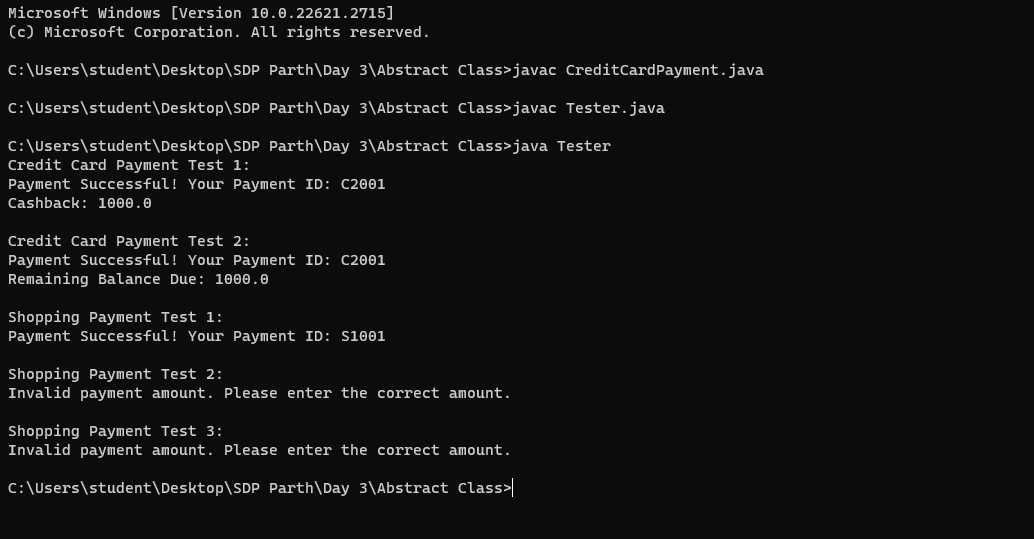 Microsoft Windows [Version 10.0.22621.2715]
(c) Microsoft Corporation. All rights reserved.
C:\Users\student\Desktop\SDP Parth\Day 3\Abstract Class>javac CreditCardPayment.java
C:\Users\student\Desktop\SDP Parth\Day 3\Abstract Class>javac Tester.java
C:\Users\student\Desktop\SDP Parth\Day 3\Abstract Class>java Tester
Credit Card Payment Test 1:
Payment Successful! Your Payment ID: C2001
Cashback: 1000.0
Credit Card Payment Test 2:
Payment Successful! Your Payment ID: C2001
Remaining Balance Due: 1000.0
Shopping Payment Test 1:
Payment Successful! Your Payment ID: S1001
Shopping Payment Test 2:
Invalid payment amount. Please enter the correct amount.
Shopping Payment Test 3:
Invalid payment amount. Please enter the correct amount.
C:\Users\student\Desktop\SDP Parth\Day 3\Abstract Class>